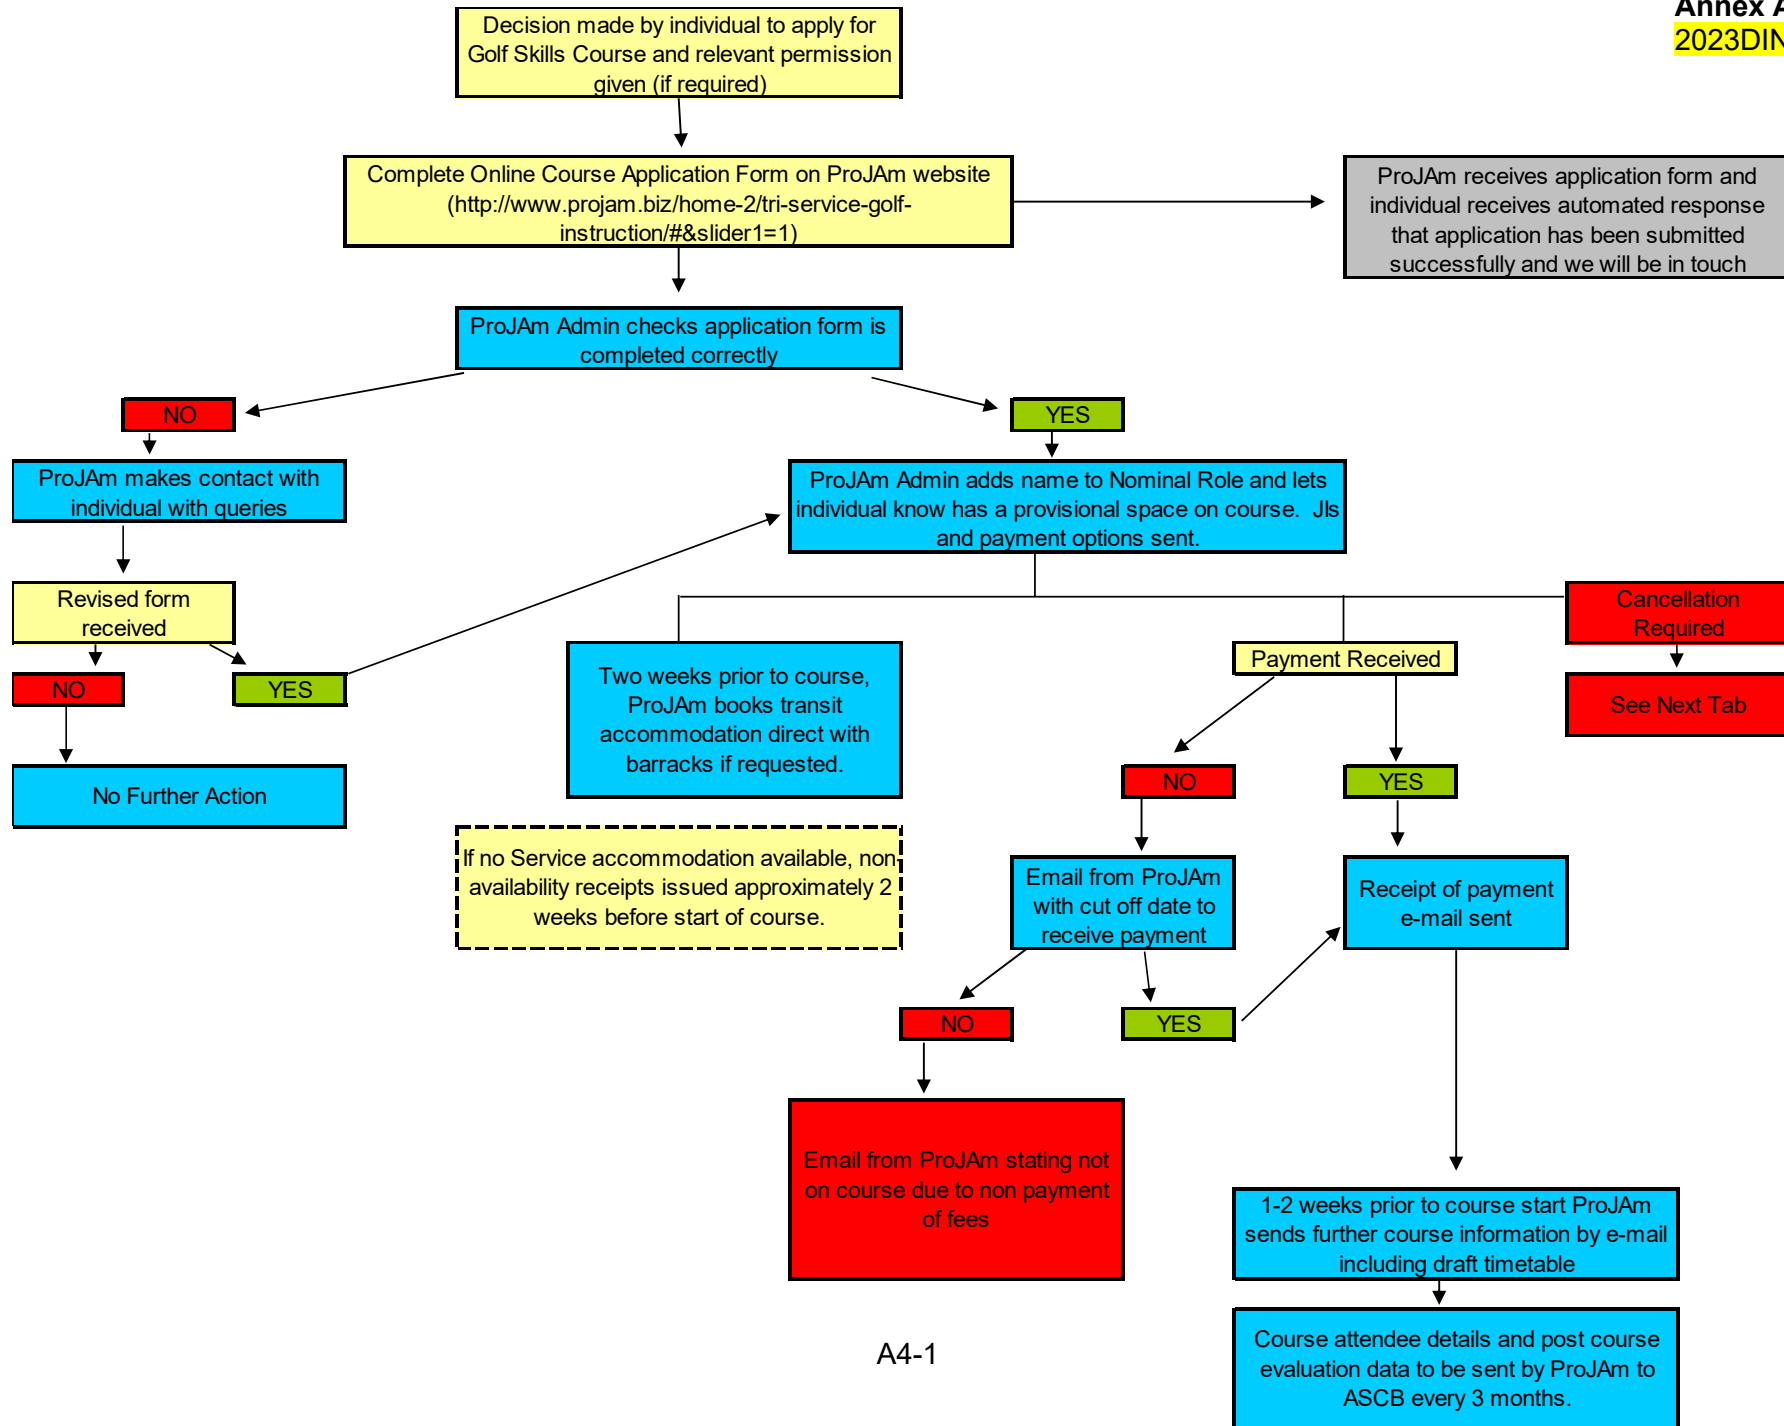 Annex A
2023DIN
Decision made by individual to apply for
Golf Skills Course and relevant permission
given (if required)
Complete Online Course Application Form on ProJAm website
(http://www.projam.biz/home-2/tri-service-golf-
instruction/#&slider1=1)
ProJAm receives application form and
individual receives automated response
that application has been submitted
successfully and we will be in touch
ProJAm Admin checks application form is
completed correctly
NO
YES
ProJAm makes contact with
individual with queries
ProJAm Admin adds name to Nominal Role and lets
individual know has a provisional space on course.  JIs
and payment options sent.
Revised form
received
NO
YES
No Further Action
Two weeks prior to course,
ProJAm books transit
accommodation direct with
barracks if requested.
If no Service accommodation available, non-
availability receipts issued approximately 2
weeks before start of course.
Payment Received
Cancellation
Required
See Next Tab
NO
YES
Email from ProJAm
with cut off date to
receive payment
Receipt of payment
e-mail sent
NO
YES
Email from ProJAm stating not
on course due to non payment
of fees
1-2 weeks prior to course start ProJAm
sends further course information by e-mail
including draft timetable
Course attendee details and post course
evaluation data to be sent by ProJAm to
ASCB every 3 months.
A4-1